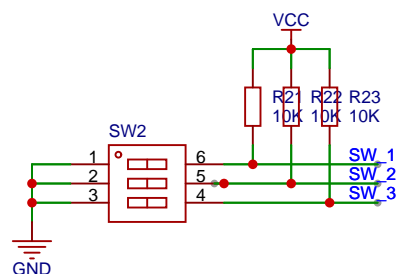 VCC
R21 R22 R23
10K 10K 10K
SW2
1 6 SW_1
2 5 SW_2
3 4 SW_3
GND